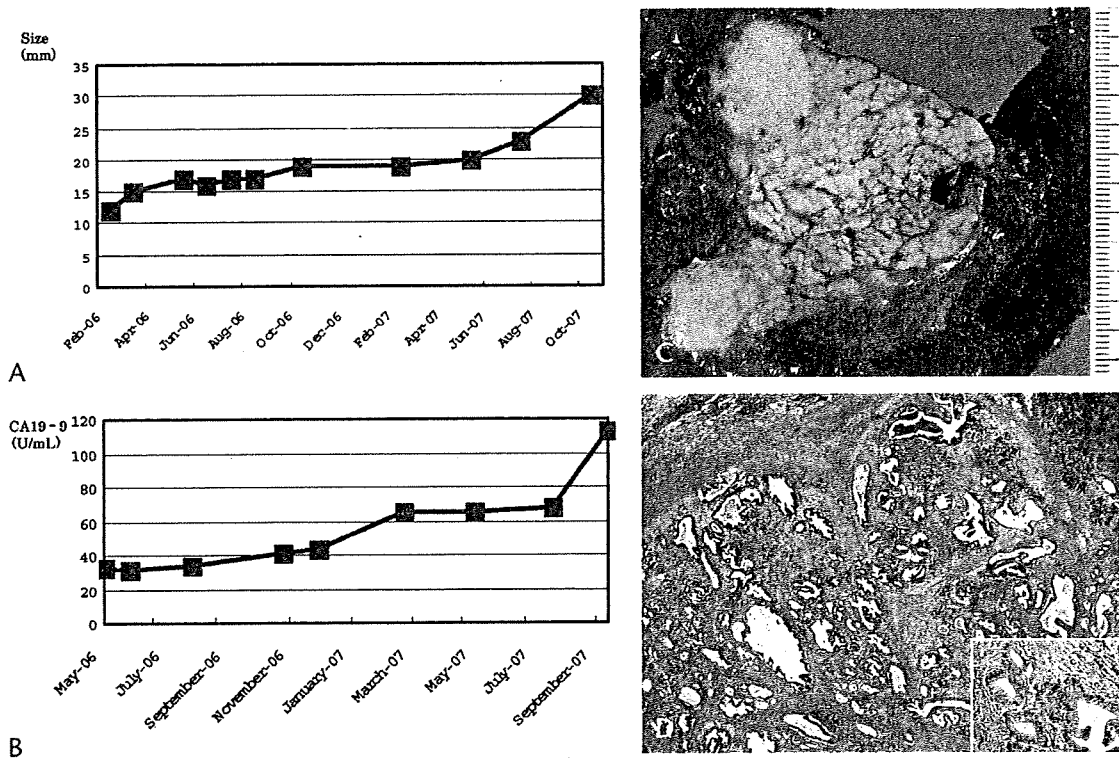 Size
(mm)
35
30
25
20
15
10
5
0
Feb-06
Apr-06
Jun-06
Aug-06
Oct-06
Dec-06
Feb-07
Apr-07
Jun-07
Aug-07
Oct-07
A
CA19-9
(U/mL)
120
100
80
60
40
20
0
May-06
July-06
September-06
November-06
January-07
March-07
May-07
July-07
September-07
B
C